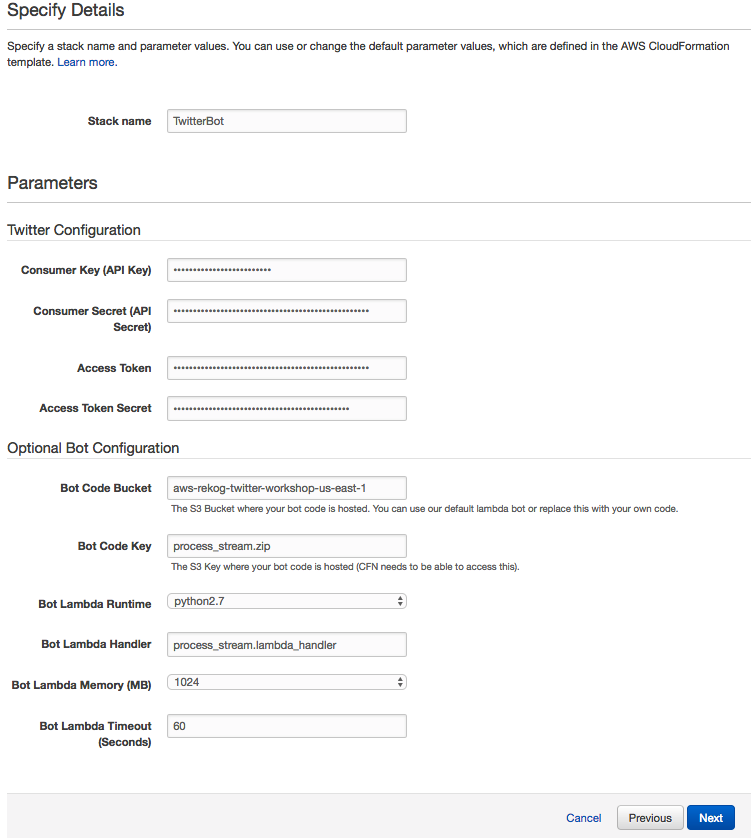 Specify Details
Specify a stack name and parameter values. You can use or change the default parameter values, which are defined in the AWS CloudFormation
template. Learn more.
Stack name
TwitterBot
Parameters
Twitter Configuration
Consumer Key (API Key)
•••••••••••••••••••••••••
Consumer Secret (API
Secret)
••••••••••••••••••••••••••••••••••••••••••••••••••
Access Token
••••••••••••••••••••••••••••••••••••••••••••••••••
Access Token Secret
•••••••••••••••••••••••••••••••••••••••••••••
Optional Bot Configuration
Bot Code Bucket
aws-rekog-twitter-workshop-us-east-1
The S3 Bucket where your bot code is hosted. You can use our default lambda bot or replace this with your own code.
Bot Code Key
process_stream.zip
The S3 Key where your bot code is hosted (CFN needs to be able to access this).
Bot Lambda Runtime
python2.7
Bot Lambda Handler
process_stream.lambda_handler
Bot Lambda Memory (MB)
1024
Bot Lambda Timeout
(Seconds)
60
Cancel
Previous
Next